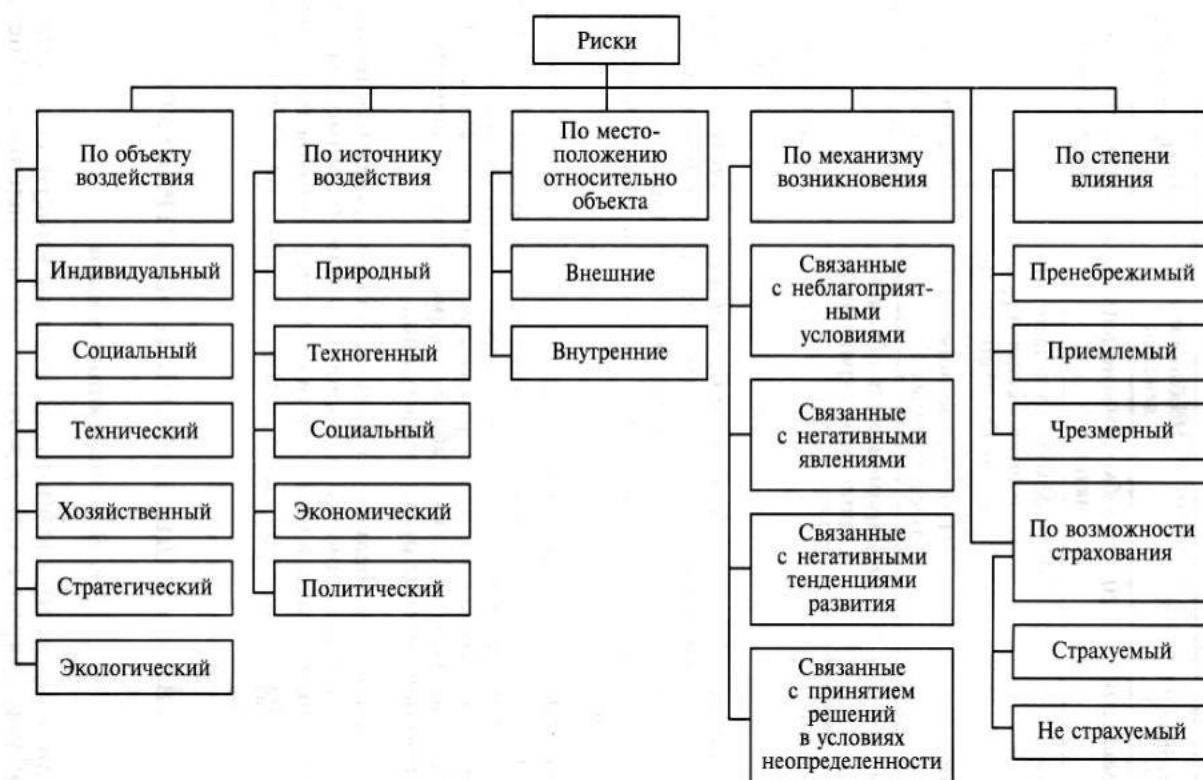 Риски
По объекту
воздействия
Индивидуальный
Социальный
Технический
Хозяйственный
Стратегический
Экологический
По источнику
воздействия
Природный
Техногенный
Социальный
Экономический
Политический
По место-
положению
относительно
объекта
Внешние
Внутренние
По механизму
возникновения
Связанные
с неблагоприят-
ными
условиями
Связанные
с негативными
явлениями
Связанные
с негативными
тенденциями
развития
Связанные
с принятием
решений
в условиях
неопределенности
По степени
влияния
Пренебрежимый
Приемлемый
Чрезмерный
По возможности
страхования
Страхуемый
Не страхуемый